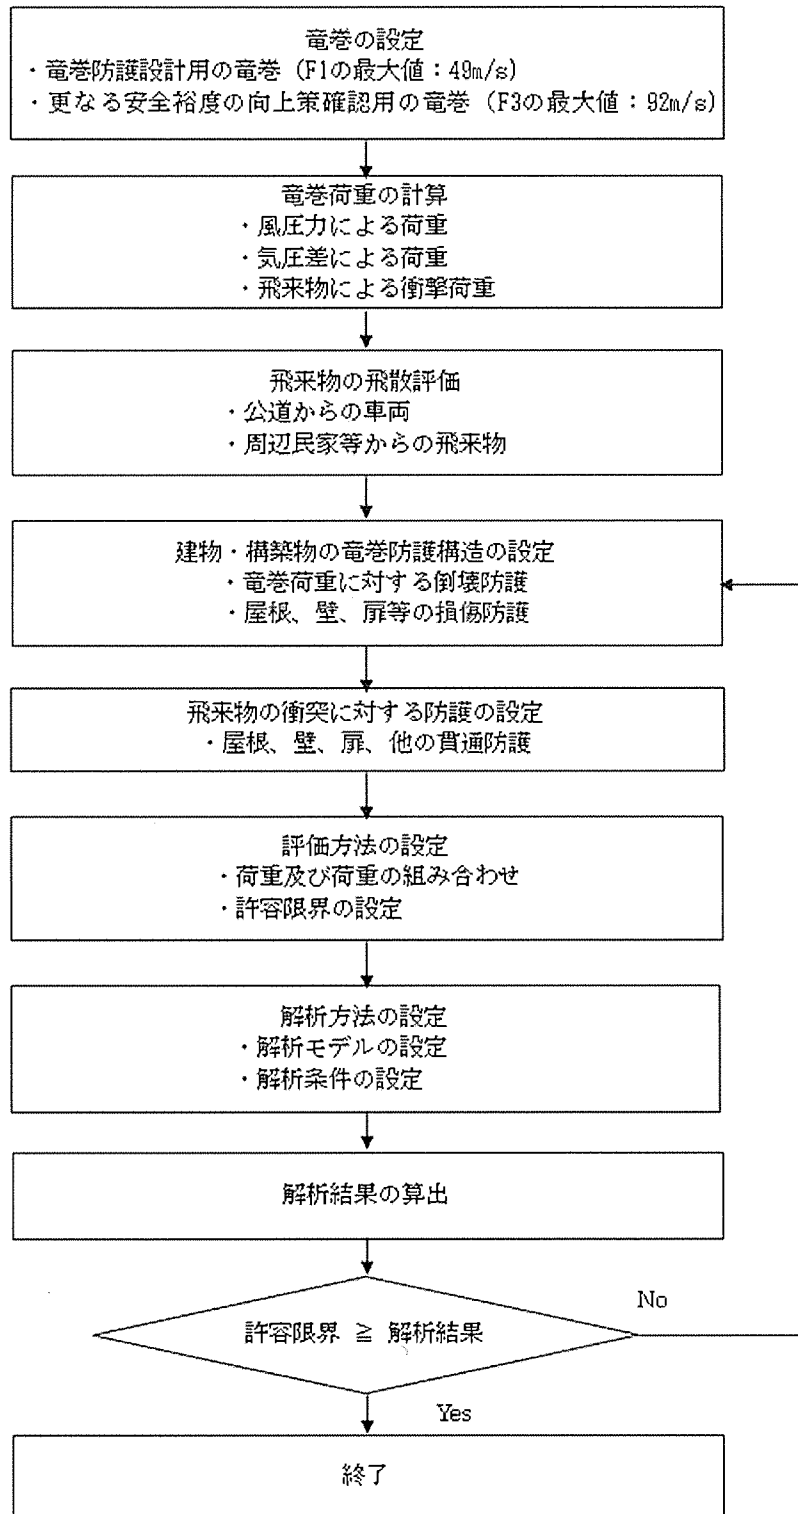 竜巻の設定
・竜巻防護設計用の竜巻 (F1の最大値：49m/s)
・更なる安全裕度の向上策確認用の竜巻 (F3の最大値：92m/s)
竜巻荷重の計算
・風圧力による荷重
・気圧差による荷重
・飛来物による衝撃荷重
飛来物の飛散評価
・公道からの車両
・周辺民家等からの飛来物
建物・構築物の竜巻防護構造の設定
・竜巻荷重に対する倒壊防護
・屋根、壁、扉等の損傷防護
飛来物の衝突に対する防護の設定
・屋根、壁、扉、他の貫通防護
評価方法の設定
・荷重及び荷重の組み合わせ
・許容限界の設定
解析方法の設定
・解析モデルの設定
・解析条件の設定
解析結果の算出
許容限界 ≧ 解析結果
No
Yes
終了